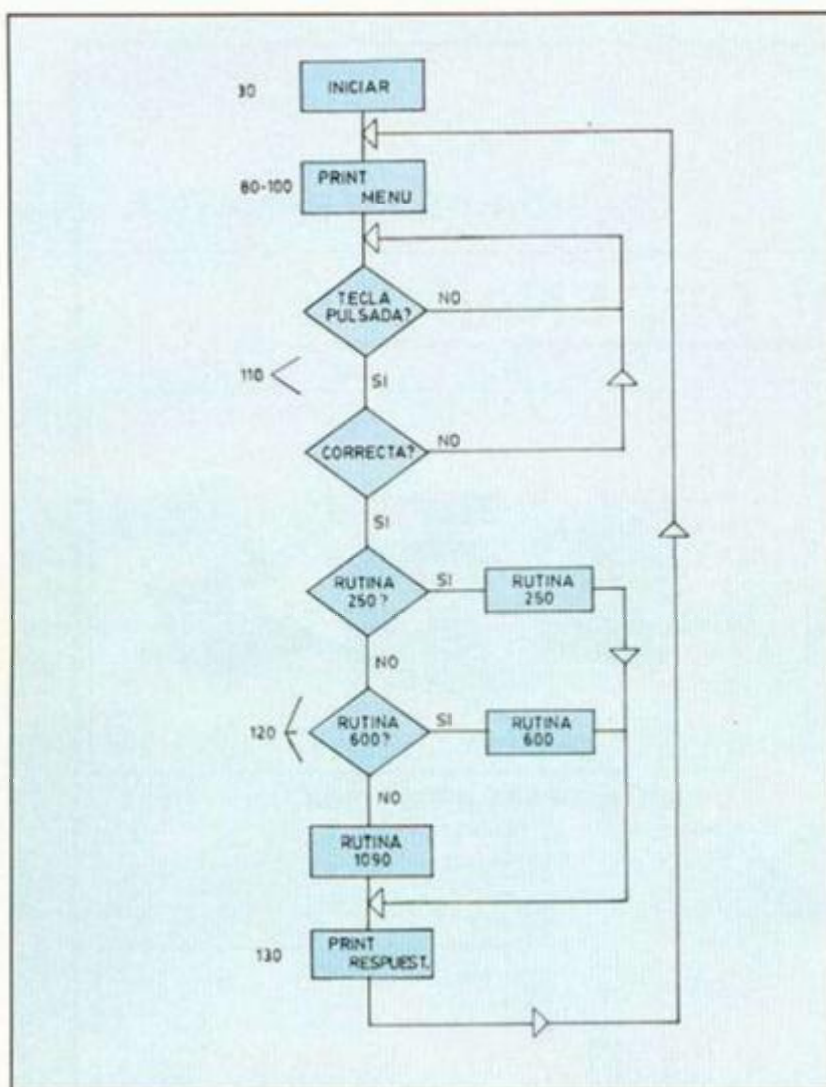 30
INICIAR
80-100
PRINT
MENU
TECLA
PULSADA?
NO
110
SI
CORRECTA?
NO
SI
RUTINA
250?
SI
RUTINA
250
NO
120
RUTINA
600?
SI
RUTINA
600
NO
RUTINA
1090
130
PRINT
RESPUEST.